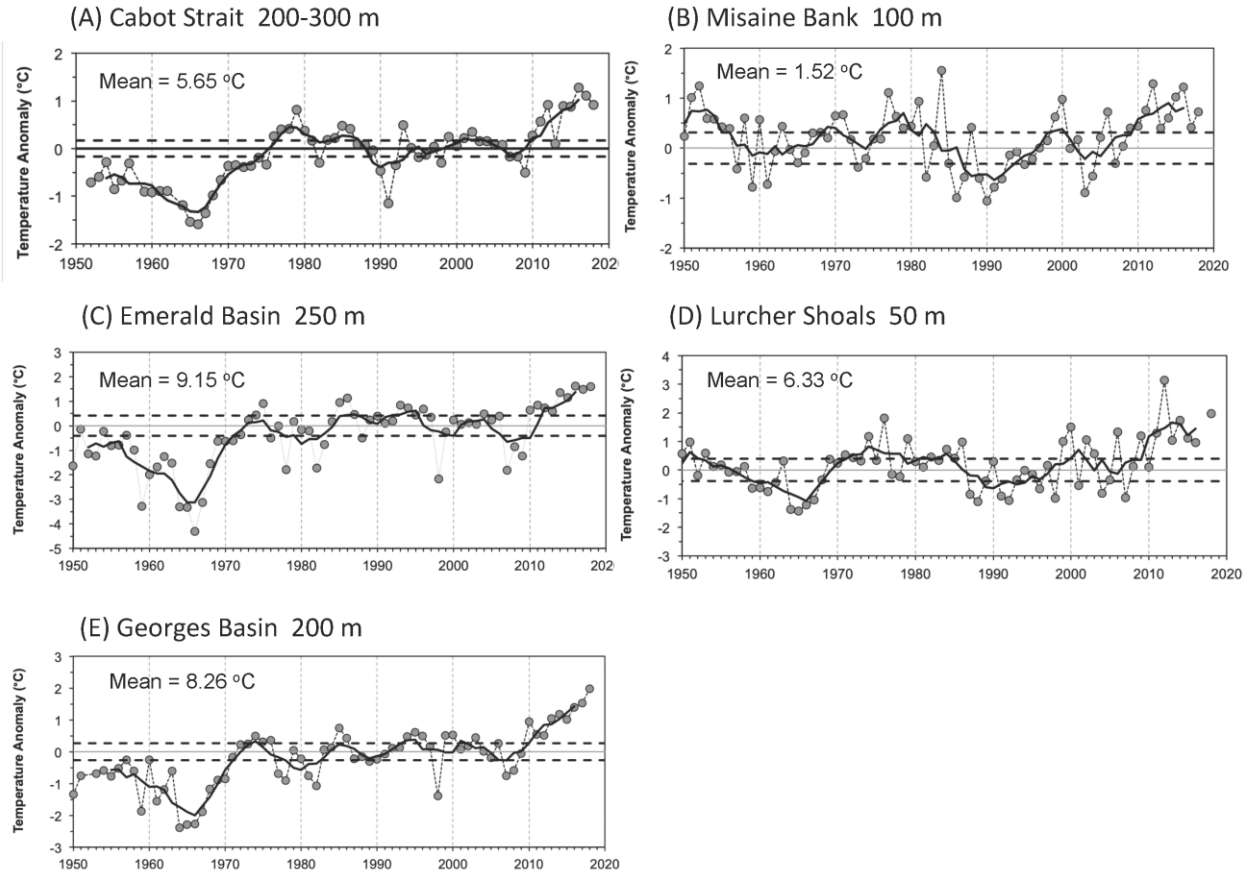 (A) Cabot Strait 200-300 m
Temperature Anomaly (°C)
Mean = 5.65 °C
2
1
0
-1
-2
1950 1960 1970 1980 1990 2000 2010 202
(B) Misaine Bank 100 m
Temperature Anomaly (°C)
Mean = 1.52 °C
2
1
0
-1
-2
1950 1960 1970 1980 1990 2000 2010 2020
(C) Emerald Basin 250 m
Temperature Anomaly (°C)
Mean = 9.15 °C
3
2
1
0
-1
-2
-3
-4
-5
1950 1960 1970 1980 1990 2000 2010 202
(D) Lurcher Shoals 50 m
Temperature Anomaly (°C)
Mean = 6.33 °C
4
3
2
1
0
-1
-2
-3
1950 1960 1970 1980 1990 2000 2010 2020
(E) Georges Basin 200 m
Temperature Anomaly (°C)
Mean = 8.26 °C
3
2
1
0
-1
-2
-3
1950 1960 1970 1980 1990 2000 2010 2020